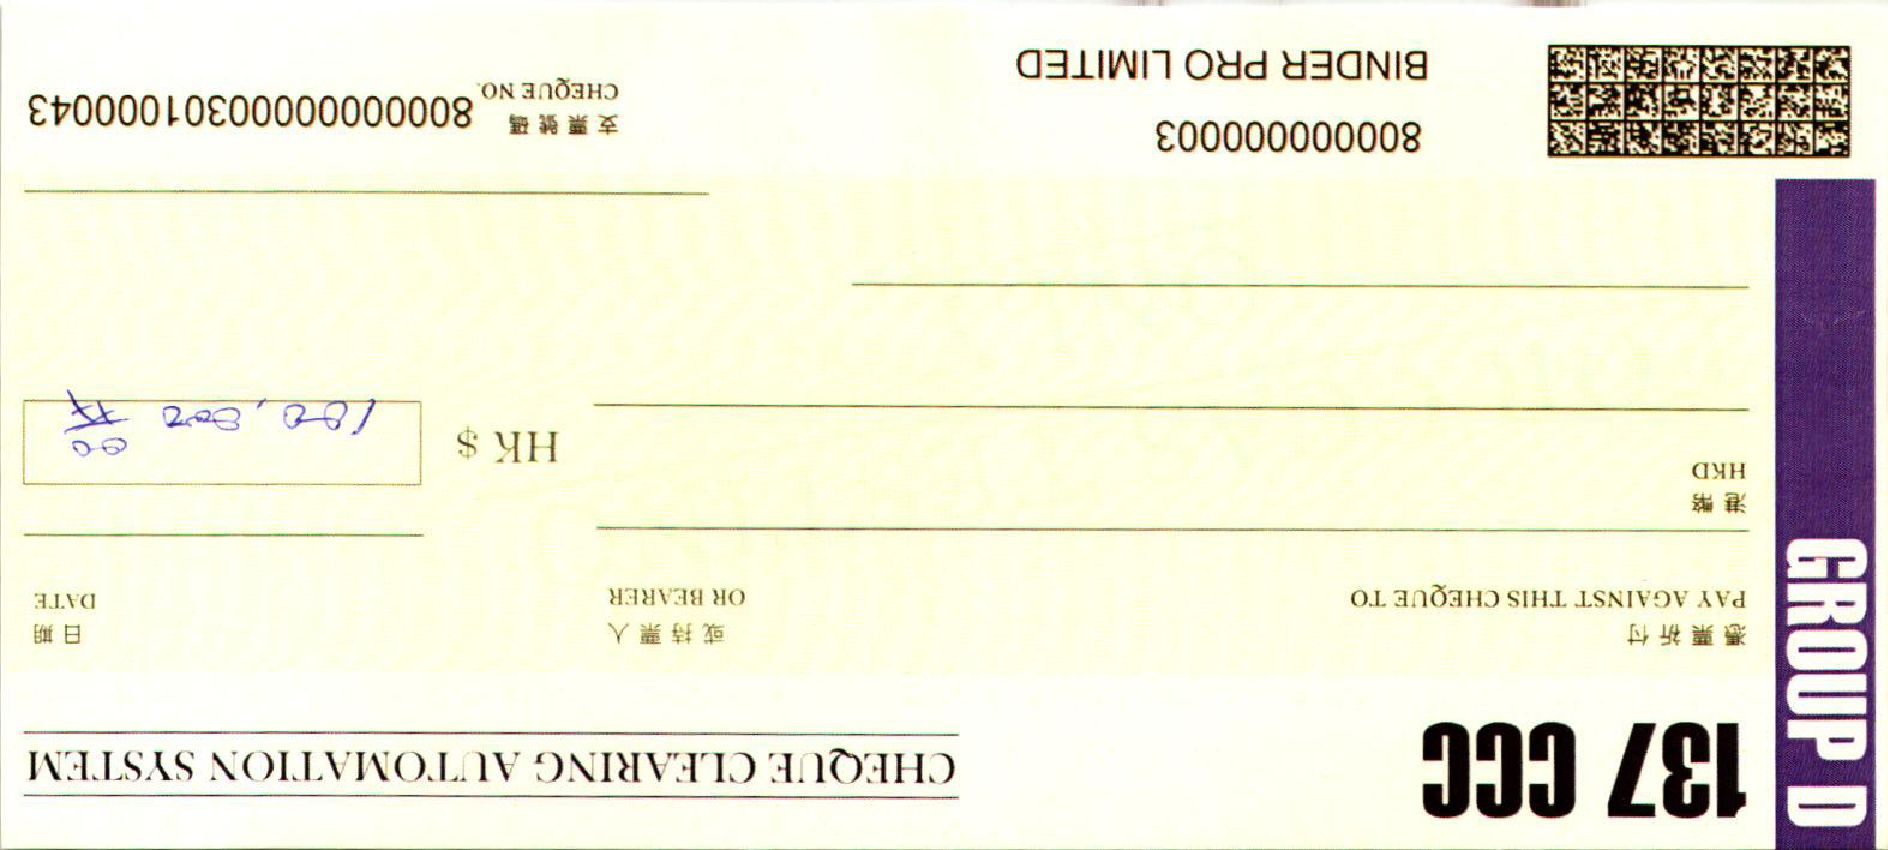 137 CCC
CHEQUE CLEARING AUTOMATION SYSTEM
GROUP D
憑票祈付
PAY AGAINST THIS CHEQUE TO
或持票人
OR BEARER
日期
DATE
港幣
HKD
HK $
800000000003
BINDER PRO LIMITED
支票號碼
CHEQUE NO.
80000000000301000043